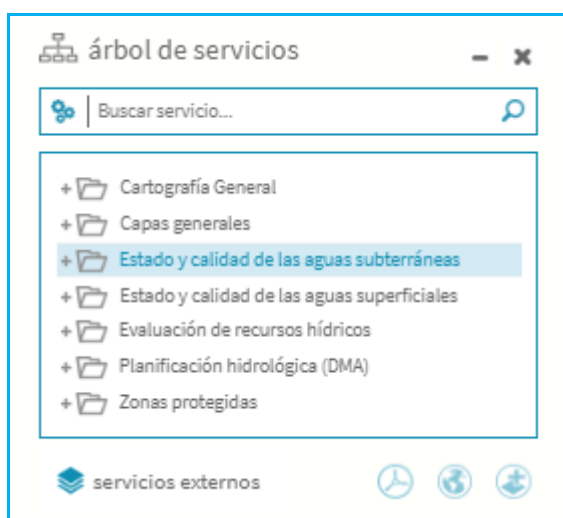 árbol de servicios
Buscar servicio...
Cartografía General
Capas generales
Estado y calidad de las aguas subterráneas
Estado y calidad de las aguas superficiales
Evaluación de recursos hídricos
Planificación hidrológica (DMA)
Zonas protegidas
servicios externos